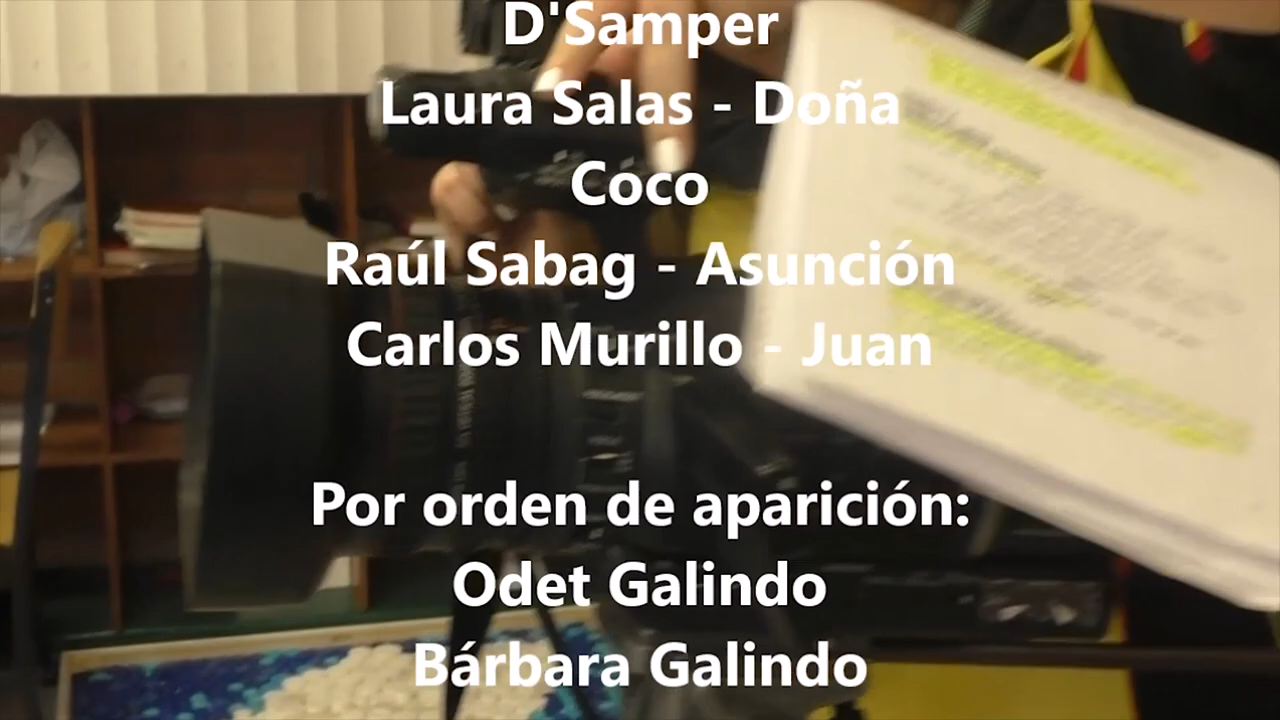 D'Samper
Laura Salas - Doña
Coco
Raúl Sabag - Asunción
Carlos Murillo - Juan
Por orden de aparición:
Odet Galindo
Bárbara Galindo